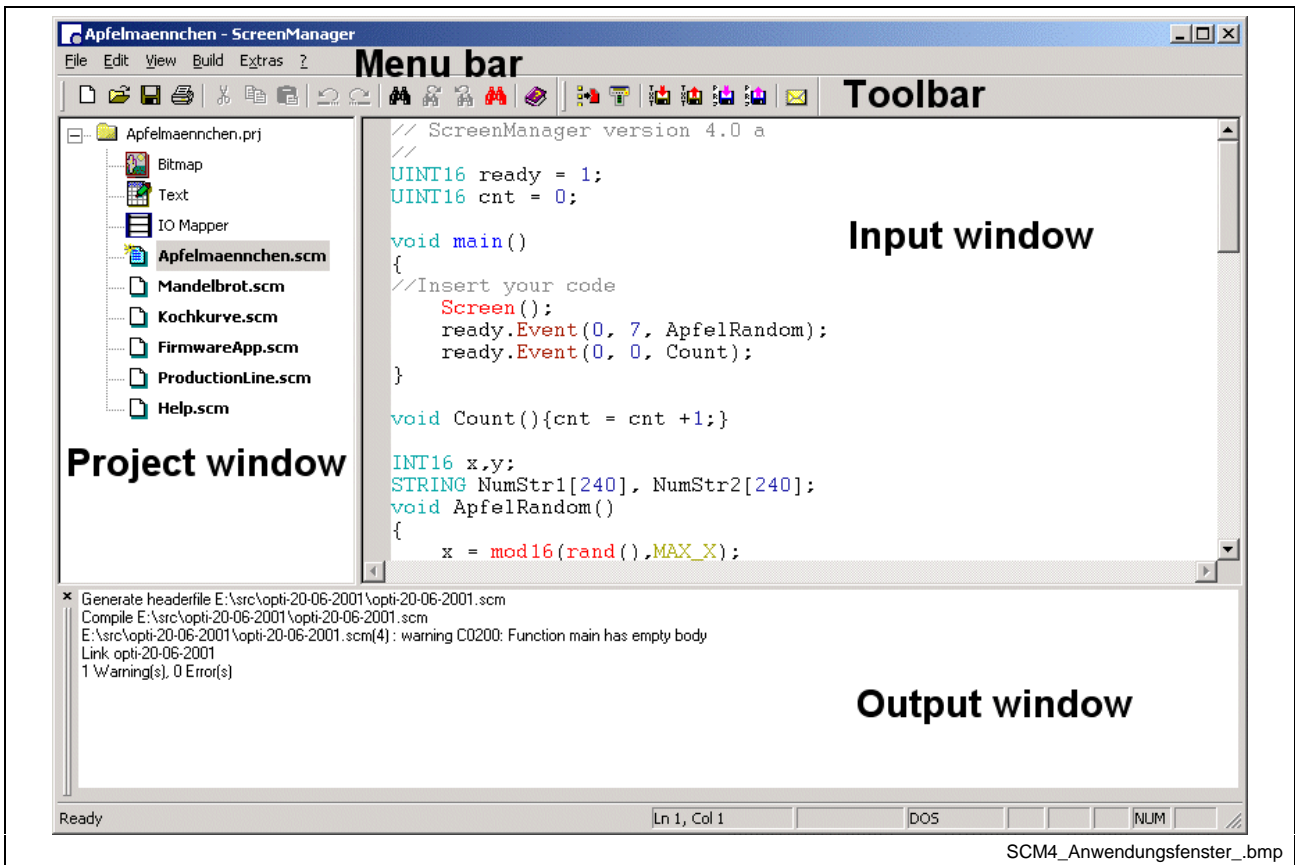 Apfelmaennchen - ScreenManager
File Edit View Build Extras ?
Menu bar
Toolbar
Apfelmaennchen.prj
Bitmap
Text
IO Mapper
Apfelmaennchen.scm
Mandelbrot.scm
Kochkurve.scm
FirmwareApp.scm
ProductionLine.scm
Help.scm
Project window
// ScreenManager version 4.0 a
//
UINT16 ready = 1;
UINT16 cnt = 0;
void main()
{
//Insert your code
Screen();
ready.Event(0, 7, ApfelRandom);
ready.Event(0, 0, Count);
}
void Count(){cnt = cnt +1;}
INT16 x,y;
STRING NumStr1[240], NumStr2[240];
void ApfelRandom()
{
x = mod16(rand(),MAX_X);
Input window
Generate headerfile E:\src\opti-20-06-2001\opti-20-06-2001.scm
Compile E:\src\opti-20-06-2001\opti-20-06-2001.scm
E:\src\opti-20-06-2001\opti-20-06-2001.scm(4) : warning C0200: Function main has empty body
Link opti-20-06-2001
1 Warning(s), 0 Error(s)
Output window
Ready Ln 1, Col 1 DOS NUM
SCM4_Anwendungsfenster_.bmp